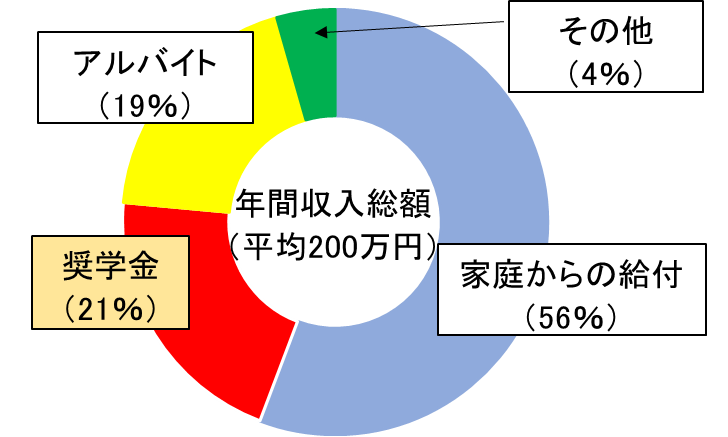 その他
（4％）
アルバイト
（19％）
年間収入総額
（平均200万円）
奨学金
（21％）
家庭からの給付
（56％）